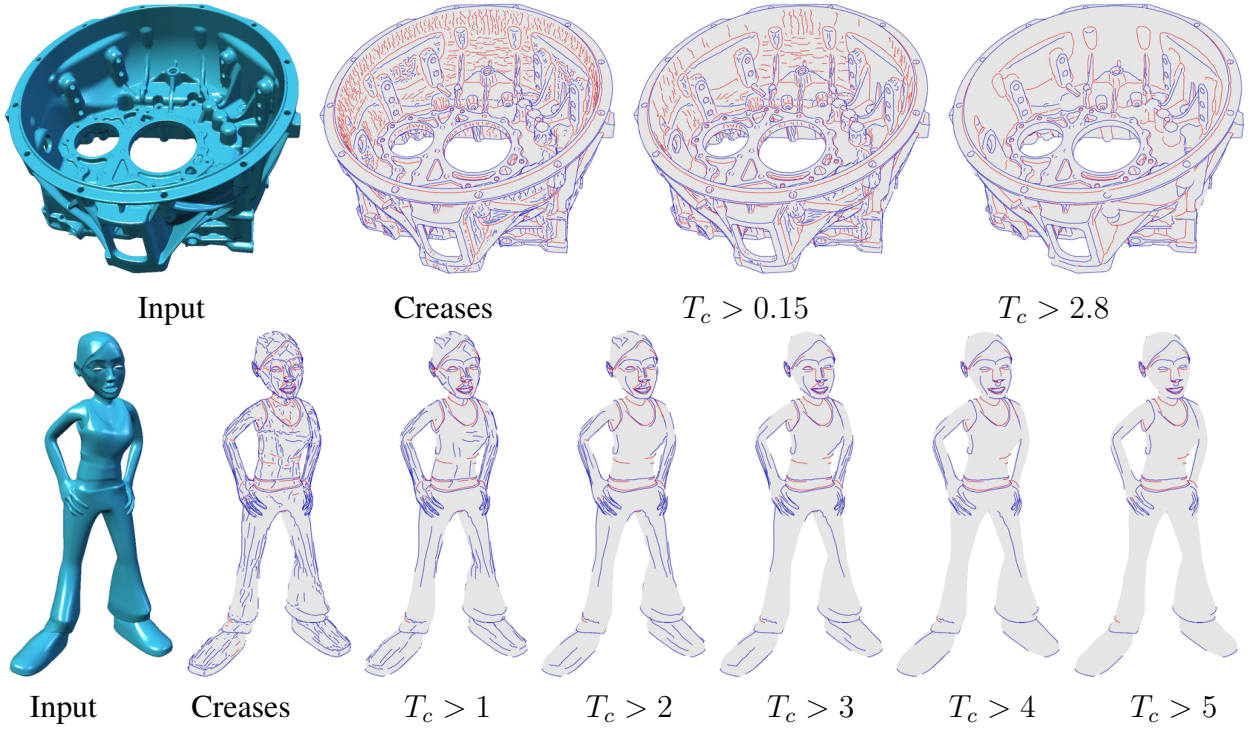 Input Creases T_c > 0.15 T_c > 2.8
Input Creases T_c > 1 T_c > 2 T_c > 3 T_c > 4 T_c > 5